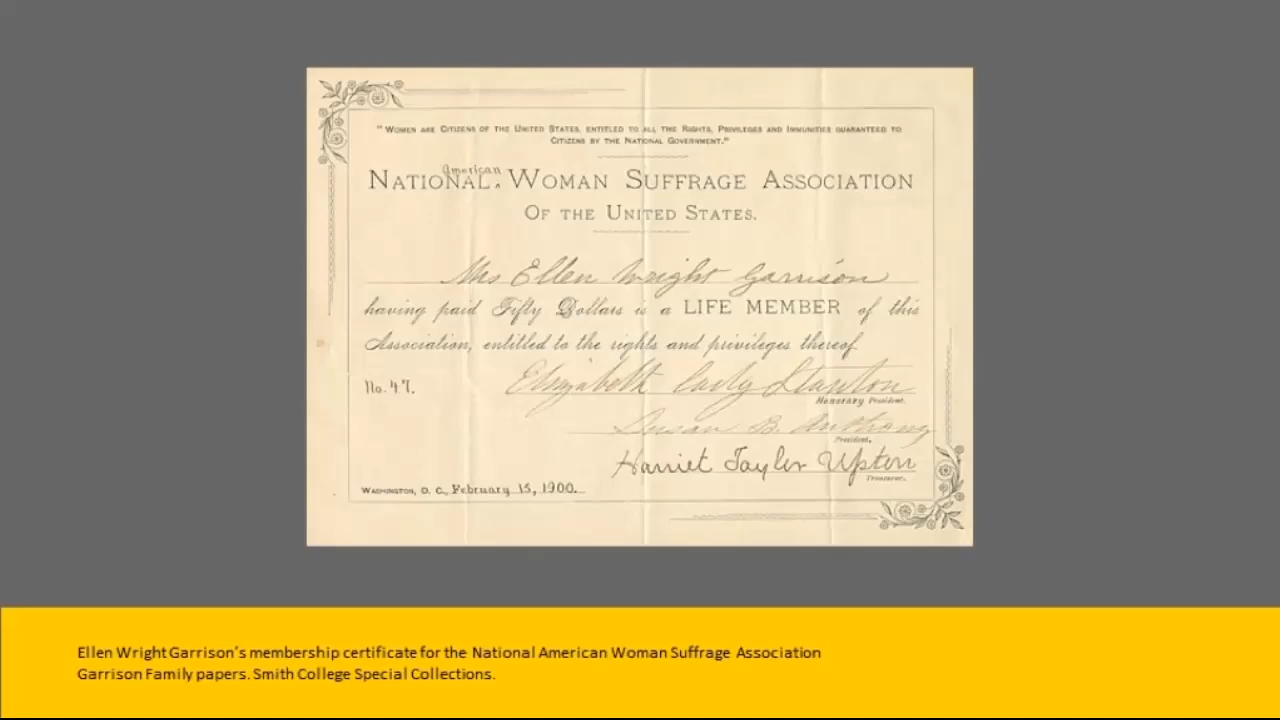 "Women are Citizens of the United States, entitled to all the Rights, Privileges and Immunities guaranteed to
Citizens by the National Government."
American
National ‸ Woman Suffrage Association
Of the United States.
Mrs Ellen Wright Garrison
having paid Fifty Dollars is a LIFE MEMBER of this
Association, entitled to the rights and privileges thereof
No. 47.
Elizabeth Cady Stanton
Honorary President.
Susan B. Anthony
President,
Harriet Taylor Upton
Treasurer.
Washington, D. C., February 15, 1900.
Ellen Wright Garrison's membership certificate for the National American Woman Suffrage Association
Garrison Family papers. Smith College Special Collections.